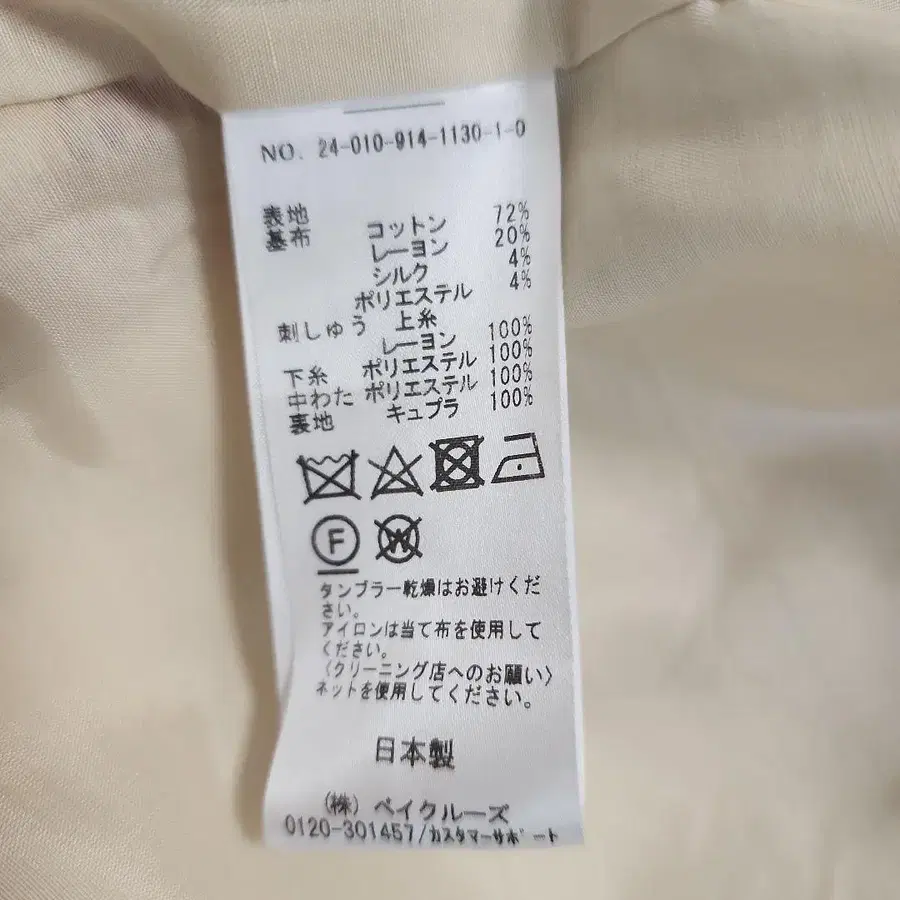 NO. 24-010-914-1130-1-0
表地
基布 コットン 72%
レーヨン 20%
シルク 4%
ポリエステル 4%
刺しゅう 上糸
レーヨン 100%
下糸 ポリエステル 100%
中わた ポリエステル 100%
裏地 キュプラ 100%
F
W
タンブラー乾燥はお避けくだ
さい。
アイロンは当て布を使用して
ください。
〈クリーニング店へのお願い〉
ネットを使用してください。
日本製
(株) ベイクルーズ
0120-301457/カスタマーサポート